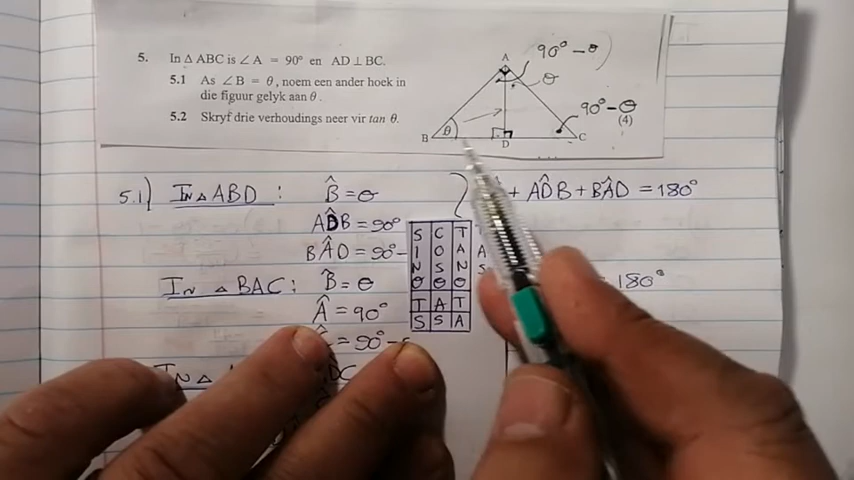 5. In △ ABC is ∠A = 90° en AD ⊥ BC.
5.1 As ∠B = θ, noem een ander hoek in
die figuur gelyk aan θ.
5.2 Skryf drie verhoudings neer vir tan θ.
(4)
A
90° - θ
θ
90° - θ
B
θ
D
C
5.1) IN △ ABD : B̂ = θ
AD̂B = 90°
BÂD = 90° -
+ AD̂B + BÂD = 180°
IN △ BAC : B̂ = θ
Â = 90°
= 90° -
= 180°
IN △
DC
S C T
I O A
N S N
θ θ θ
T A T
S S A